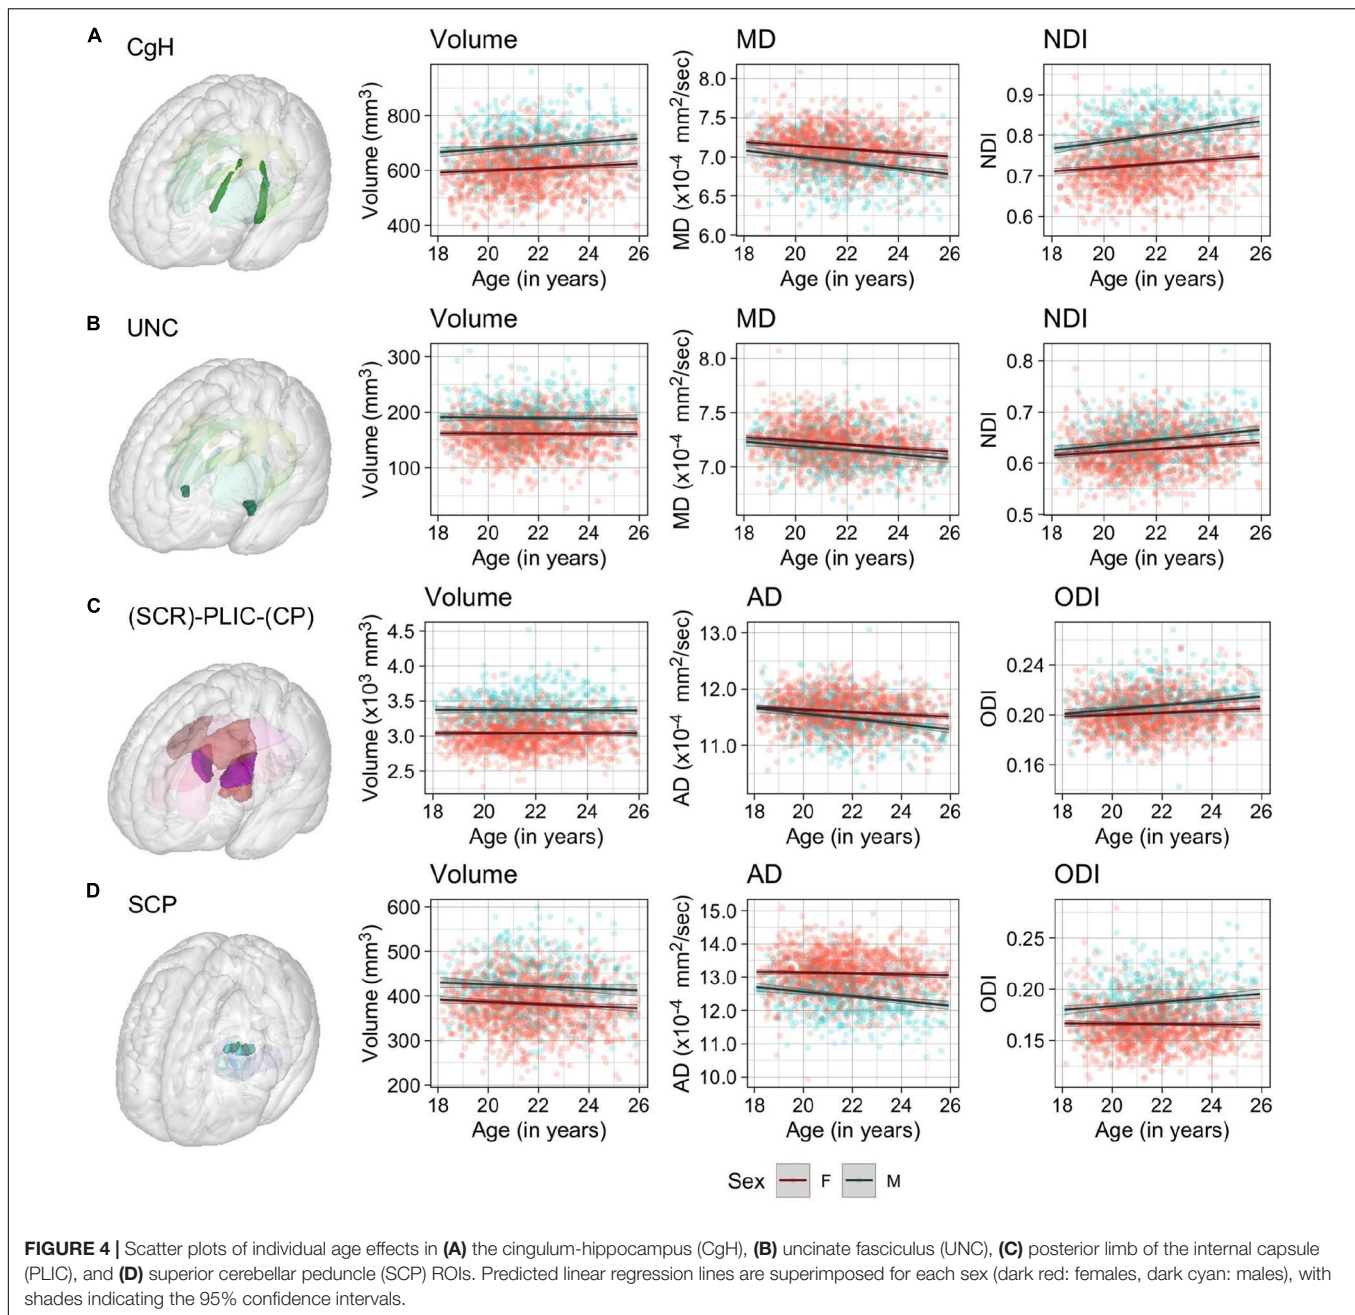 A
CgH
Volume
MD
NDI
Volume (mm³)
800
600
400
18 20 22 24 26
Age (in years)
MD (x10⁻⁴ mm²/sec)
8.0
7.5
7.0
6.5
6.0
18 20 22 24 26
Age (in years)
NDI
0.9
0.8
0.7
0.6
18 20 22 24 26
Age (in years)
B
UNC
Volume
MD
NDI
Volume (mm³)
300
200
100
18 20 22 24 26
Age (in years)
MD (x10⁻⁴ mm²/sec)
8.0
7.5
7.0
18 20 22 24 26
Age (in years)
NDI
0.8
0.7
0.6
0.5
18 20 22 24 26
Age (in years)
C
(SCR)-PLIC-(CP)
Volume
AD
ODI
Volume (x10³ mm³)
4.5
4.0
3.5
3.0
2.5
18 20 22 24 26
Age (in years)
AD (x10⁻⁴ mm²/sec)
13.0
12.0
11.0
18 20 22 24 26
Age (in years)
ODI
0.24
0.20
0.16
18 20 22 24 26
Age (in years)
D
SCP
Volume
AD
ODI
Volume (mm³)
600
500
400
300
200
18 20 22 24 26
Age (in years)
AD (x10⁻⁴ mm²/sec)
15.0
14.0
13.0
12.0
11.0
10.0
18 20 22 24 26
Age (in years)
ODI
0.25
0.20
0.15
18 20 22 24 26
Age (in years)
Sex F M
FIGURE 4 | Scatter plots of individual age effects in (A) the cingulum-hippocampus (CgH), (B) uncinate fasciculus (UNC), (C) posterior limb of the internal capsule
(PLIC), and (D) superior cerebellar peduncle (SCP) ROIs. Predicted linear regression lines are superimposed for each sex (dark red: females, dark cyan: males), with
shades indicating the 95% confidence intervals.